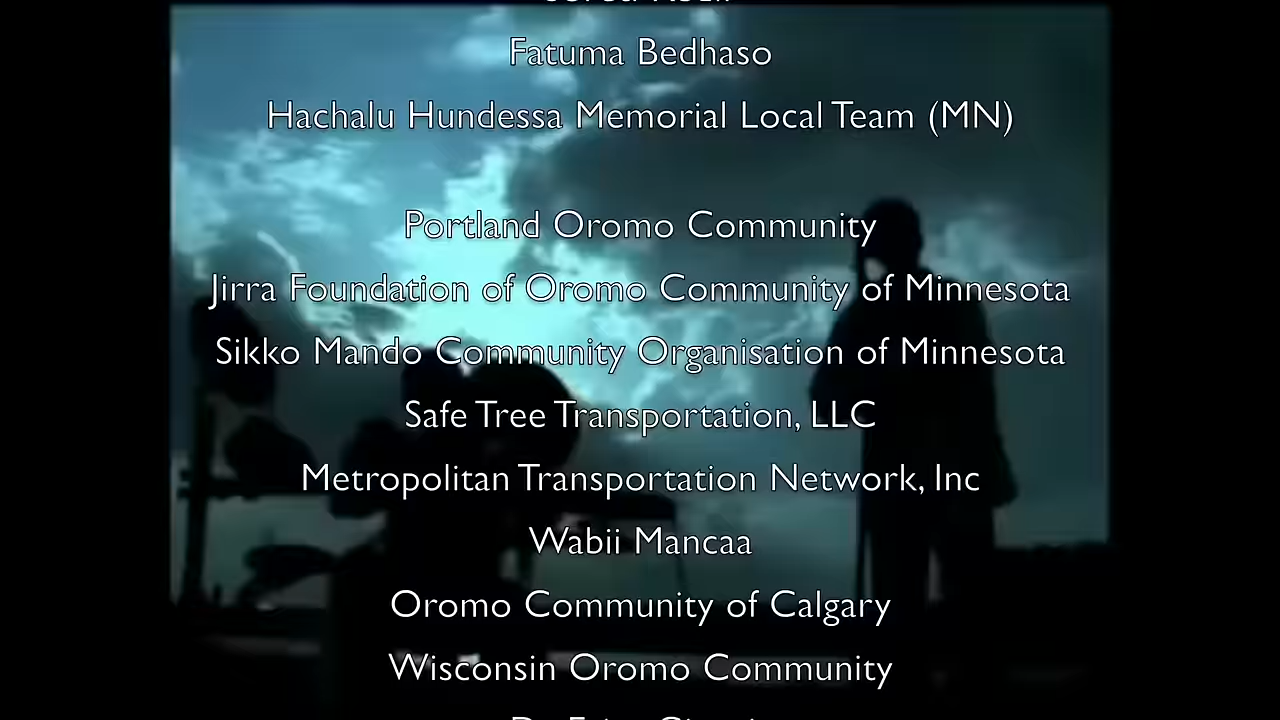 Fatuma Bedhaso
Hachalu Hundessa Memorial Local Team (MN)
Portland Oromo Community
Jirra Foundation of Oromo Community of Minnesota
Sikko Mando Community Organisation of Minnesota
Safe Tree Transportation, LLC
Metropolitan Transportation Network, Inc
Wabii Mancaa
Oromo Community of Calgary
Wisconsin Oromo Community